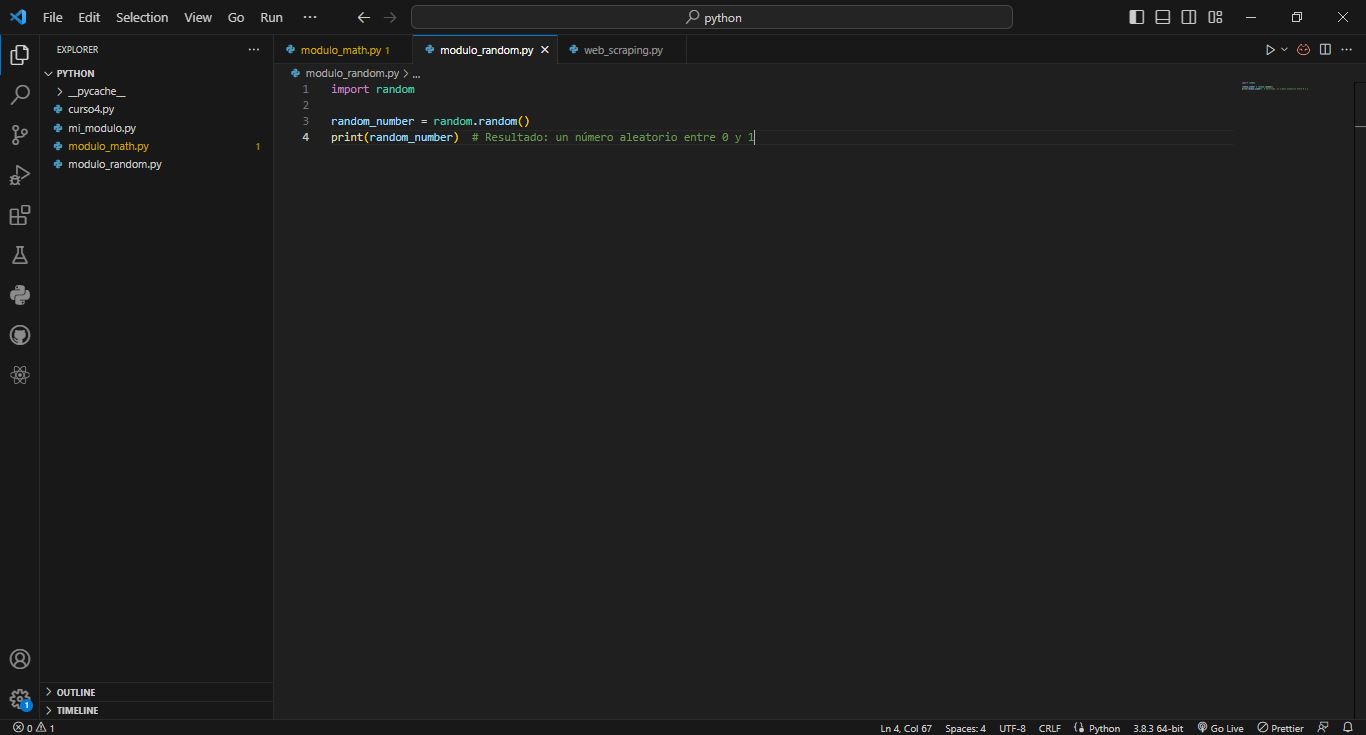 File Edit Selection View Go Run ···
python
EXPLORER ···
PYTHON
__pycache__
curso4.py
mi_modulo.py
modulo_math.py 1
modulo_random.py
OUTLINE
TIMELINE
modulo_math.py 1 modulo_random.py web_scraping.py
modulo_random.py > ...
1 import random
2
3 random_number = random.random()
4 print(random_number)  # Resultado: un número aleatorio entre 0 y 1
1
0 1 Ln 4, Col 67 Spaces: 4 UTF-8 CRLF Python 3.8.3 64-bit Go Live Prettier